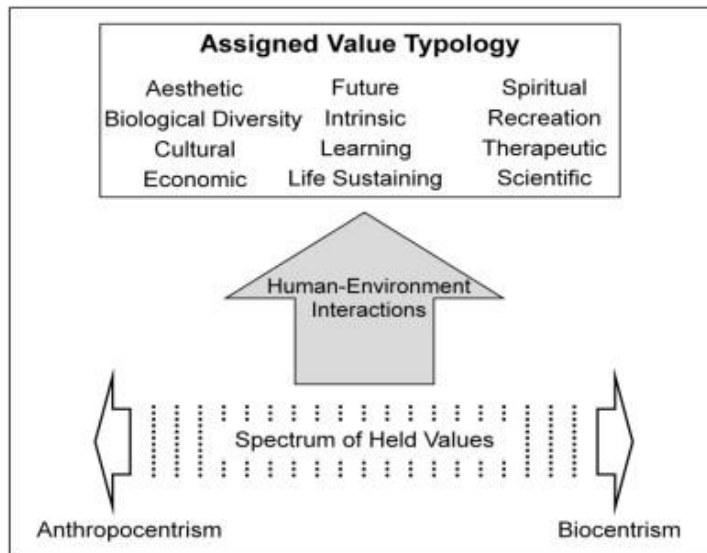 Assigned Value Typology
Aesthetic Future Spiritual
Biological Diversity Intrinsic Recreation
Cultural Learning Therapeutic
Economic Life Sustaining Scientific
Human-Environment
Interactions
Spectrum of Held Values
Anthropocentrism Biocentrism